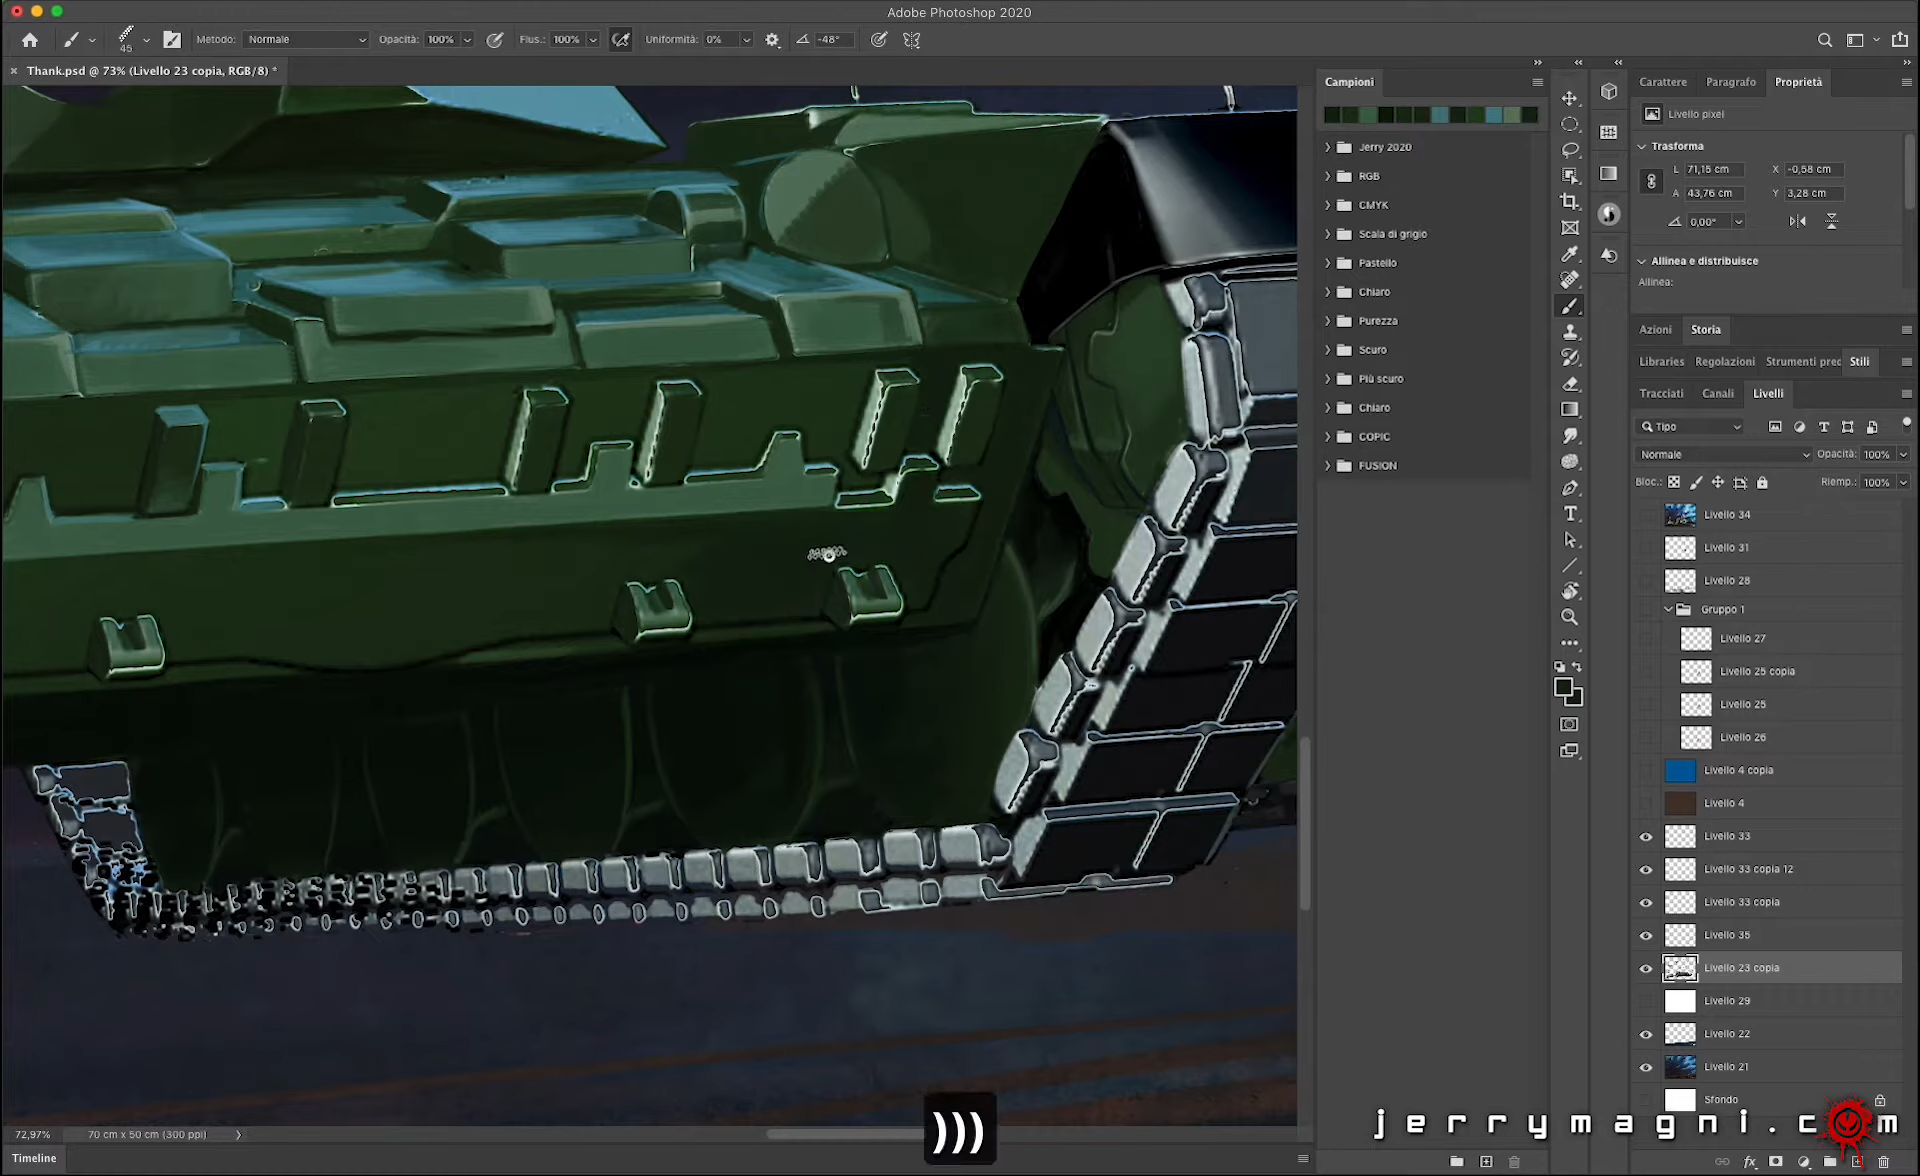 Adobe Photoshop 2020
45
Metodo:
Normale
Opacità:
100%
Flus.:
100%
Uniformità:
0%
-48°
Thank.psd @ 73% (Livello 23 copia, RGB/8) *
Campioni
Jerry 2020
RGB
CMYK
Scala di grigio
Pastello
Chiaro
Purezza
Scuro
Più scuro
Chiaro
COPIC
FUSION
Carattere
Paragrafo
Proprietà
Livello pixel
Trasforma
L
71,15 cm
X
-0,58 cm
A
43,76 cm
Y
3,28 cm
0,00°
Allinea e distribuisce
Allinea:
Azioni
Storia
Libraries
Regolazioni
Strumenti prec
Stili
Tracciati
Canali
Livelli
Tipo
Normale
Opacità:
100%
Bloc.:
Riemp.:
100%
Livello 34
Livello 31
Livello 28
Gruppo 1
Livello 27
Livello 25 copia
Livello 25
Livello 26
Livello 4 copia
Livello 4
Livello 33
Livello 33 copia 12
Livello 33 copia
Livello 35
Livello 23 copia
Livello 29
Livello 22
Livello 21
Sfondo
jerrymagni.com
72,97%
70 cm x 50 cm (300 ppi)
Timeline